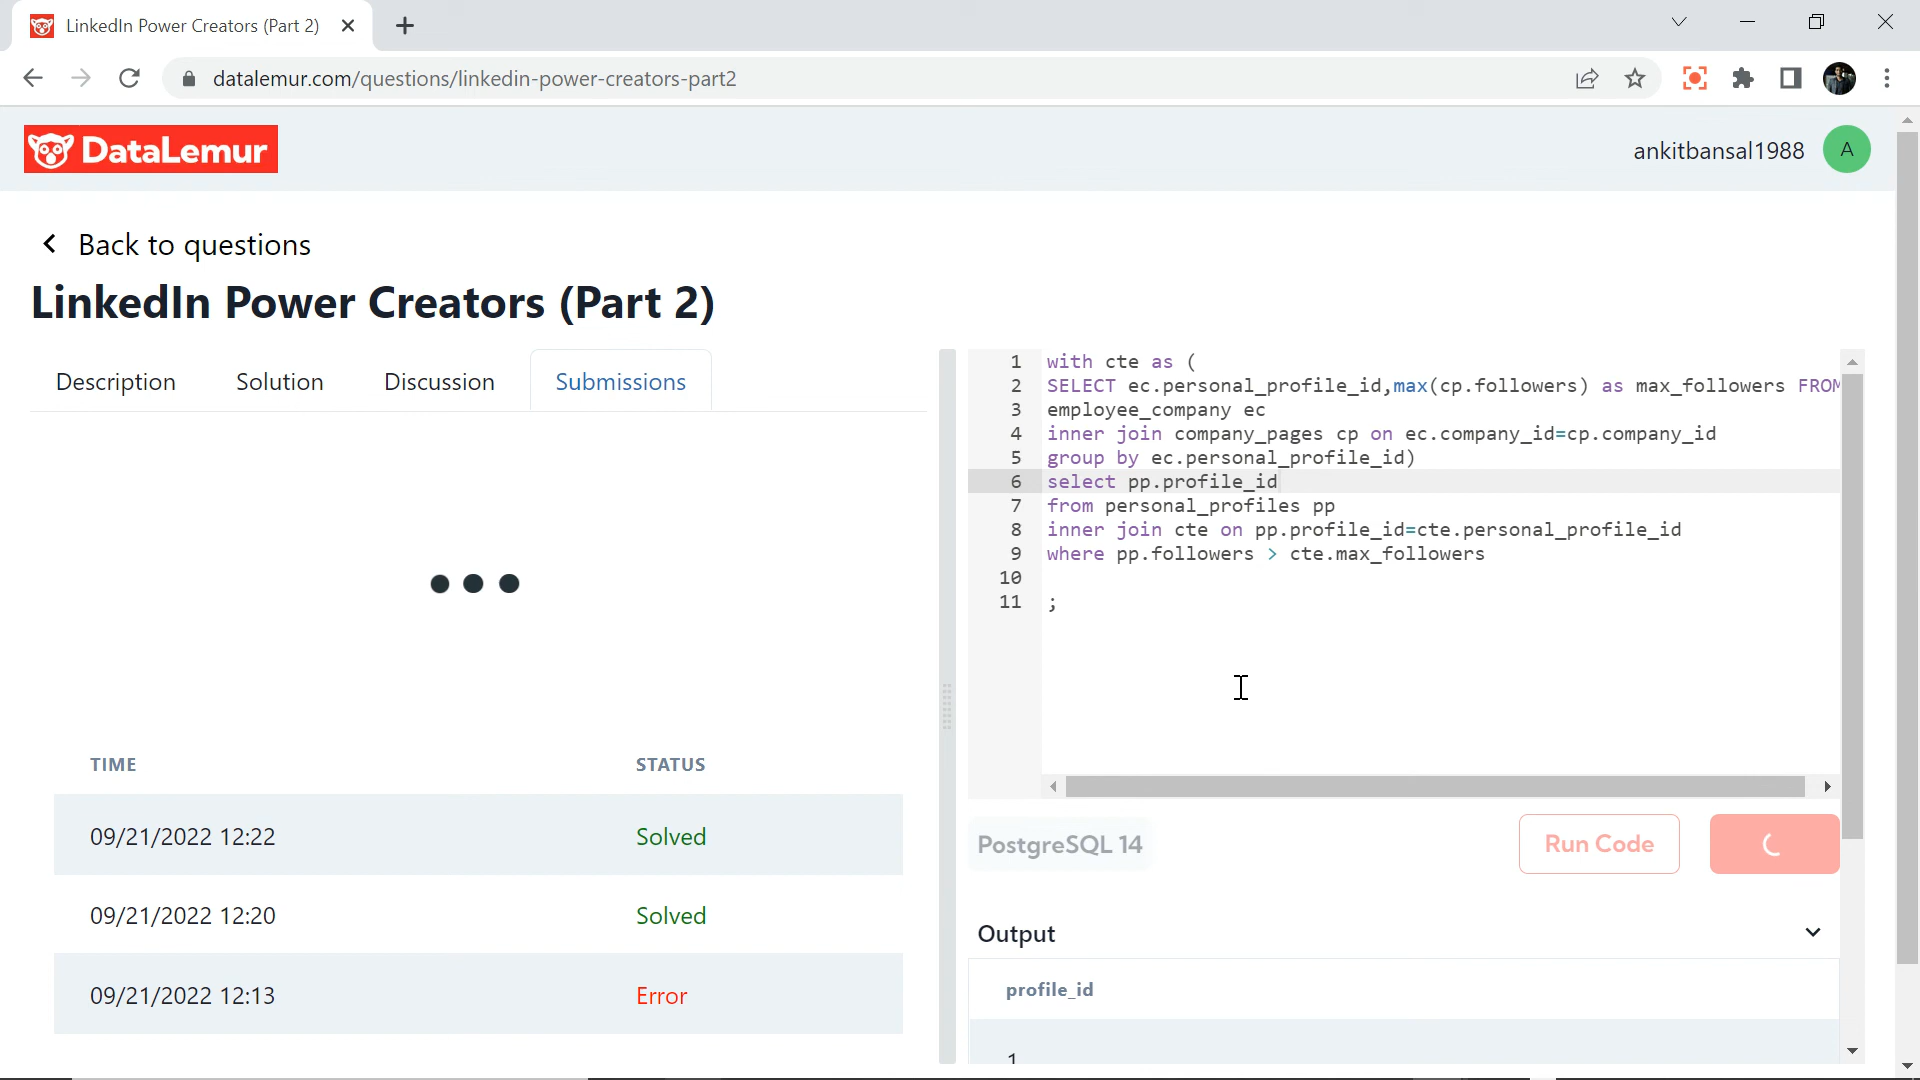 LinkedIn Power Creators (Part 2)
datalemur.com/questions/linkedin-power-creators-part2
DataLemur
ankitbansal1988
A
Back to questions
LinkedIn Power Creators (Part 2)
Description
Solution
Discussion
Submissions
TIME
STATUS
09/21/2022 12:22
Solved
09/21/2022 12:20
Solved
09/21/2022 12:13
Error
1 with cte as (
2 SELECT ec.personal_profile_id,max(cp.followers) as max_followers FROM
3 employee_company ec
4 inner join company_pages cp on ec.company_id=cp.company_id
5 group by ec.personal_profile_id)
6 select pp.profile_id
7 from personal_profiles pp
8 inner join cte on pp.profile_id=cte.personal_profile_id
9 where pp.followers > cte.max_followers
10
11 ;
PostgreSQL 14
Run Code
Output
profile_id
1